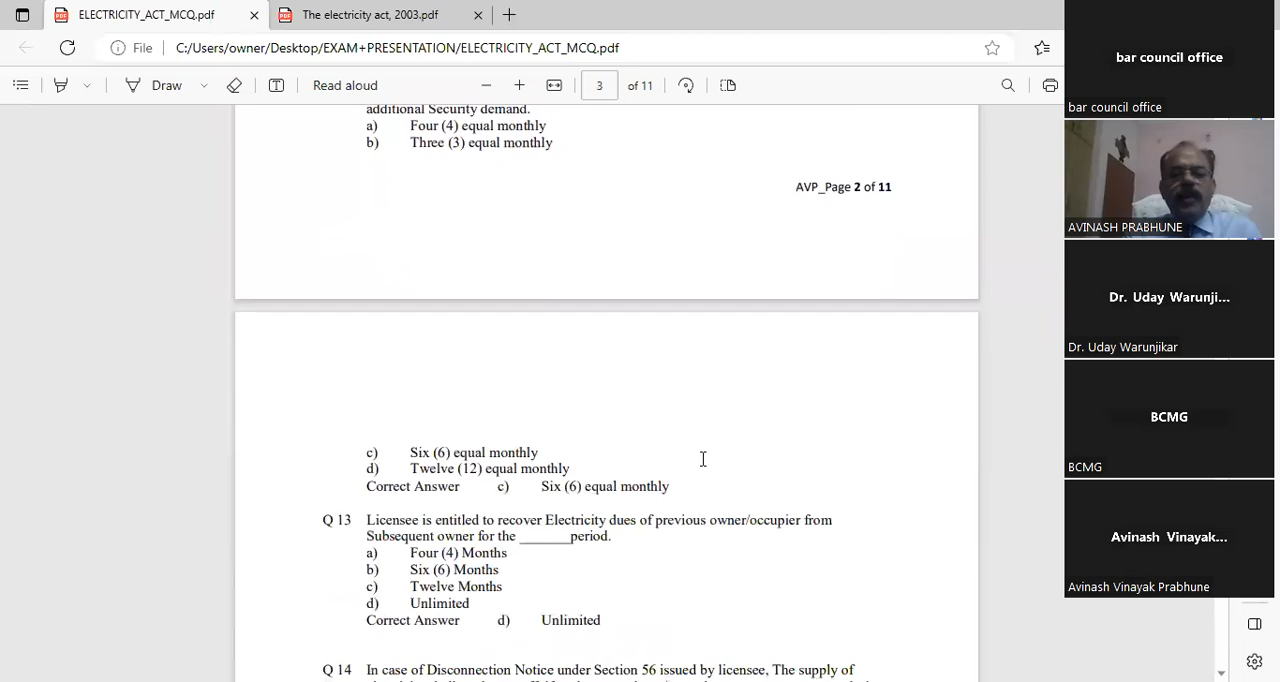 ELECTRICITY_ACT_MCQ.pdf
The electricity act, 2003.pdf
File
C:/Users/owner/Desktop/EXAM+PRESENTATION/ELECTRICITY_ACT_MCQ.pdf
Draw
Read aloud
3
of 11
additional Security demand.
a) Four (4) equal monthly
b) Three (3) equal monthly
AVP_Page 2 of 11
c) Six (6) equal monthly
d) Twelve (12) equal monthly
Correct Answer c) Six (6) equal monthly
Q 13 Licensee is entitled to recover Electricity dues of previous owner/occupier from
Subsequent owner for the _______period.
a) Four (4) Months
b) Six (6) Months
c) Twelve Months
d) Unlimited
Correct Answer d) Unlimited
Q 14 In case of Disconnection Notice under Section 56 issued by licensee, The supply of
bar council office
bar council office
AVINASH PRABHUNE
Dr. Uday Warunji...
Dr. Uday Warunjikar
BCMG
BCMG
Avinash Vinayak...
Avinash Vinayak Prabhune